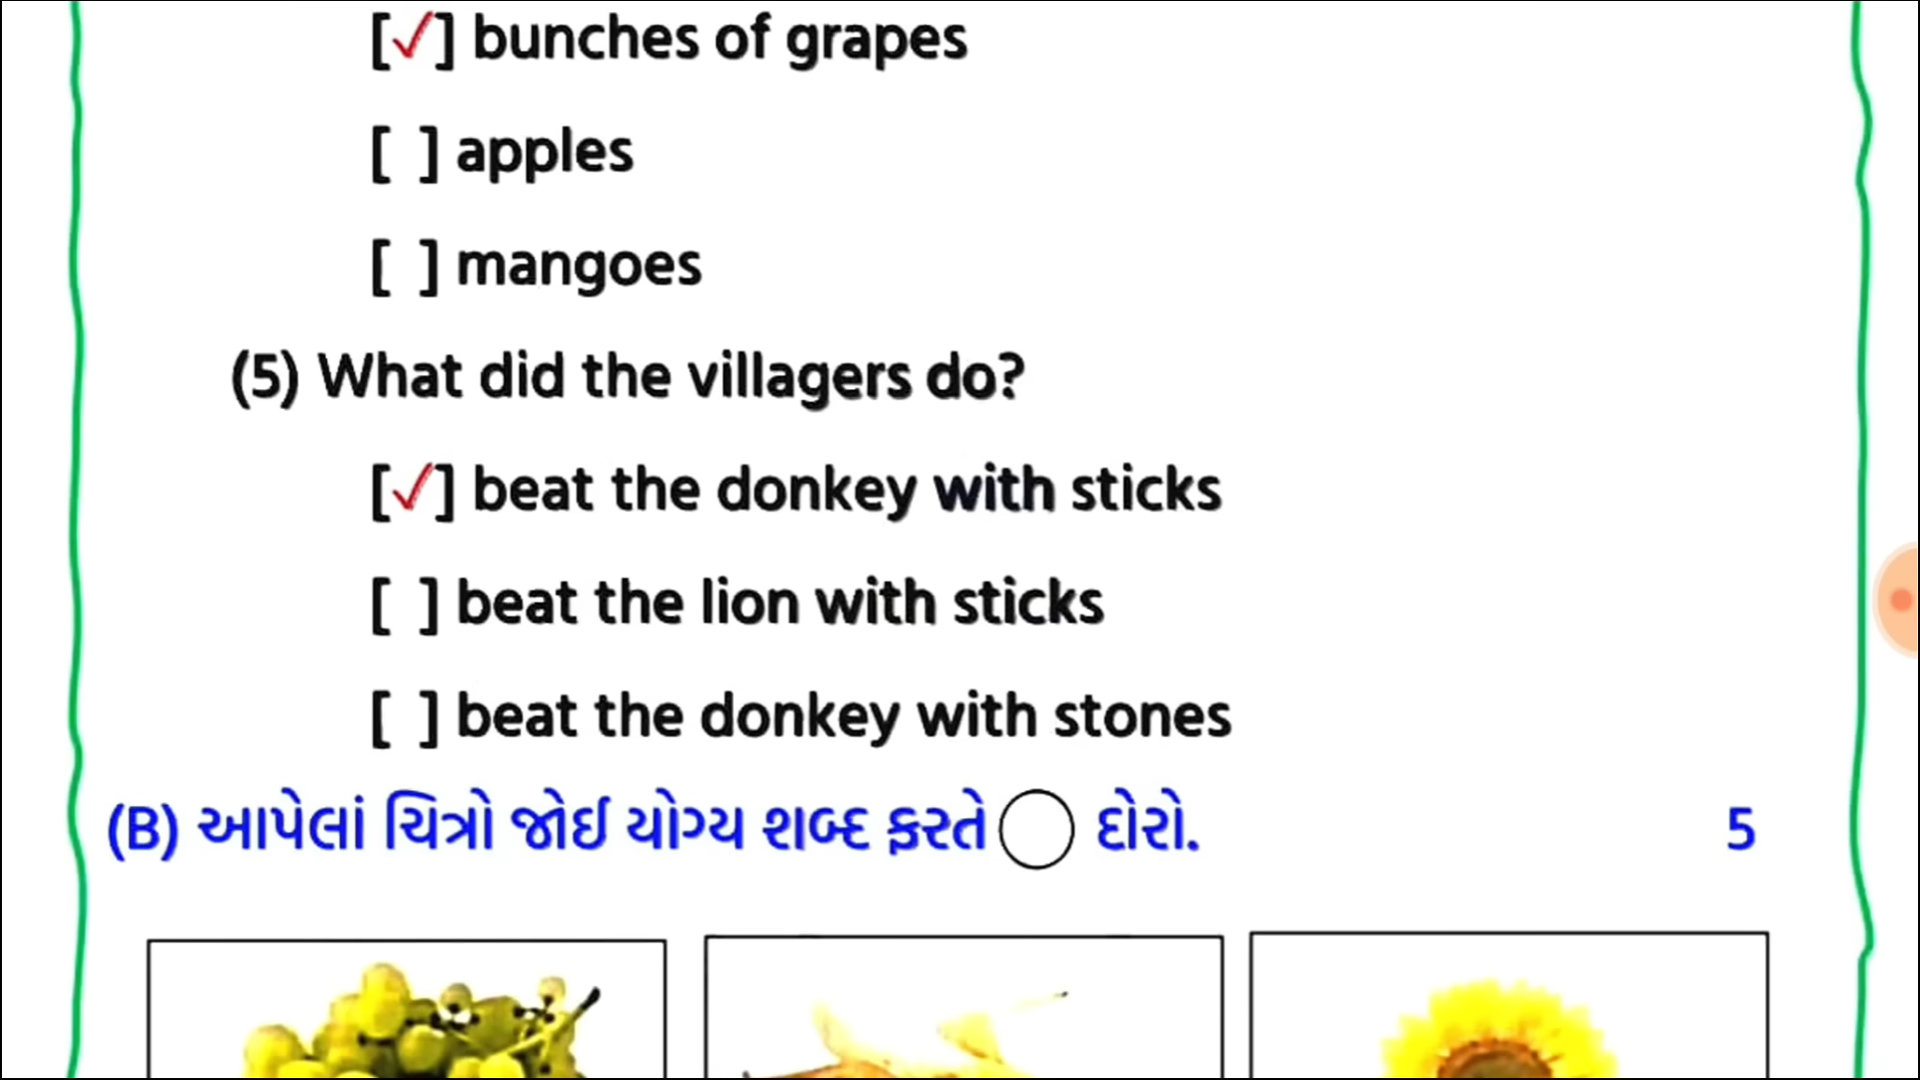 [✓] bunches of grapes
[ ] apples
[ ] mangoes
(5) What did the villagers do?
[✓] beat the donkey with sticks
[ ] beat the lion with sticks
[ ] beat the donkey with stones
(B) આપેલાં ચિત્રો જોઈ યોગ્ય શબ્દ ફરતે ◯ દોરો. 5